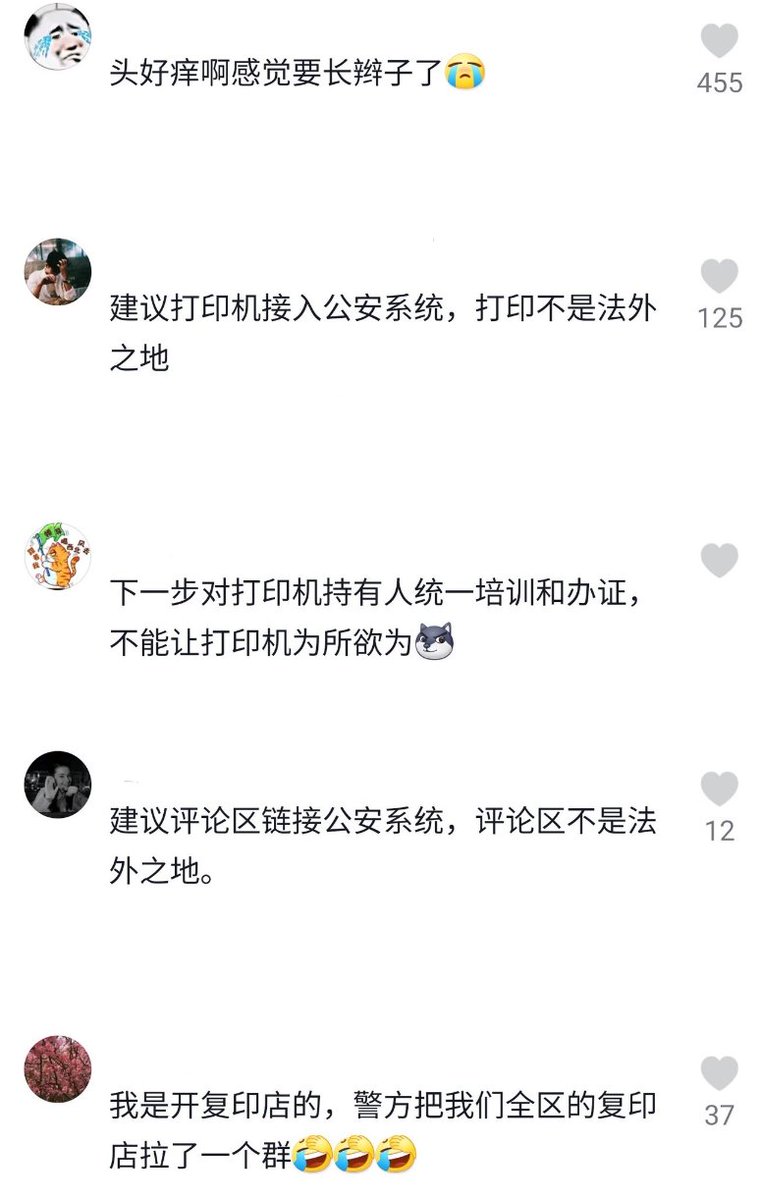 头好痒啊感觉要长辫子了😭
455
建议打印机接入公安系统，打印不是法外
之地
125
下一步对打印机持有人统一培训和办证，
不能让打印机为所欲为
建议评论区链接公安系统，评论区不是法
外之地。
12
我是开复印店的，警方把我们全区的复印
店拉了一个群🤣🤣🤣
37